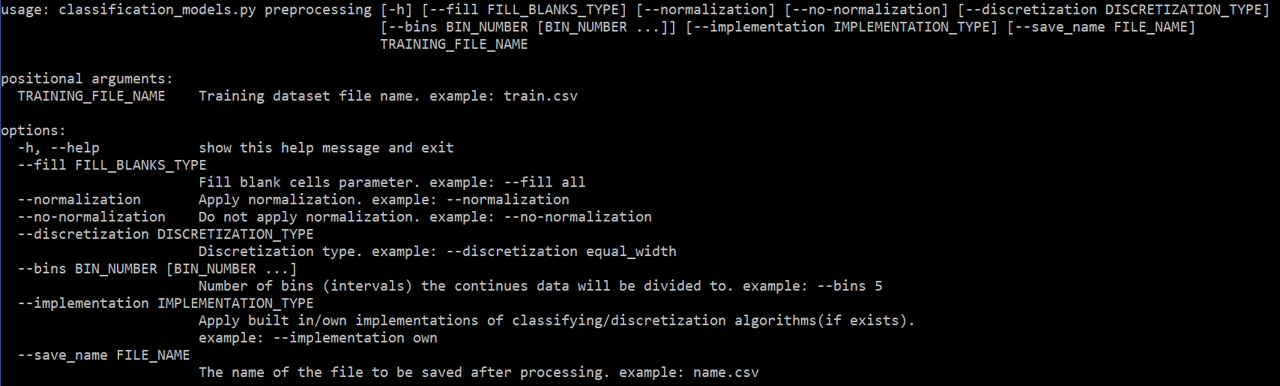 usage: classification_models.py preprocessing [-h] [--fill FILL_BLANKS_TYPE] [--normalization] [--no-normalization] [--discretization DISCRETIZATION_TYPE]
[--bins BIN_NUMBER [BIN_NUMBER ...]] [--implementation IMPLEMENTATION_TYPE] [--save_name FILE_NAME]
TRAINING_FILE_NAME
positional arguments:
TRAINING_FILE_NAME    Training dataset file name. example: train.csv
options:
-h, --help            show this help message and exit
--fill FILL_BLANKS_TYPE
Fill blank cells parameter. example: --fill all
--normalization       Apply normalization. example: --normalization
--no-normalization    Do not apply normalization. example: --no-normalization
--discretization DISCRETIZATION_TYPE
Discretization type. example: --discretization equal_width
--bins BIN_NUMBER [BIN_NUMBER ...]
Number of bins (intervals) the continues data will be divided to. example: --bins 5
--implementation IMPLEMENTATION_TYPE
Apply built in/own implementations of classifying/discretization algorithms(if exists).
example: --implementation own
--save_name FILE_NAME
The name of the file to be saved after processing. example: name.csv